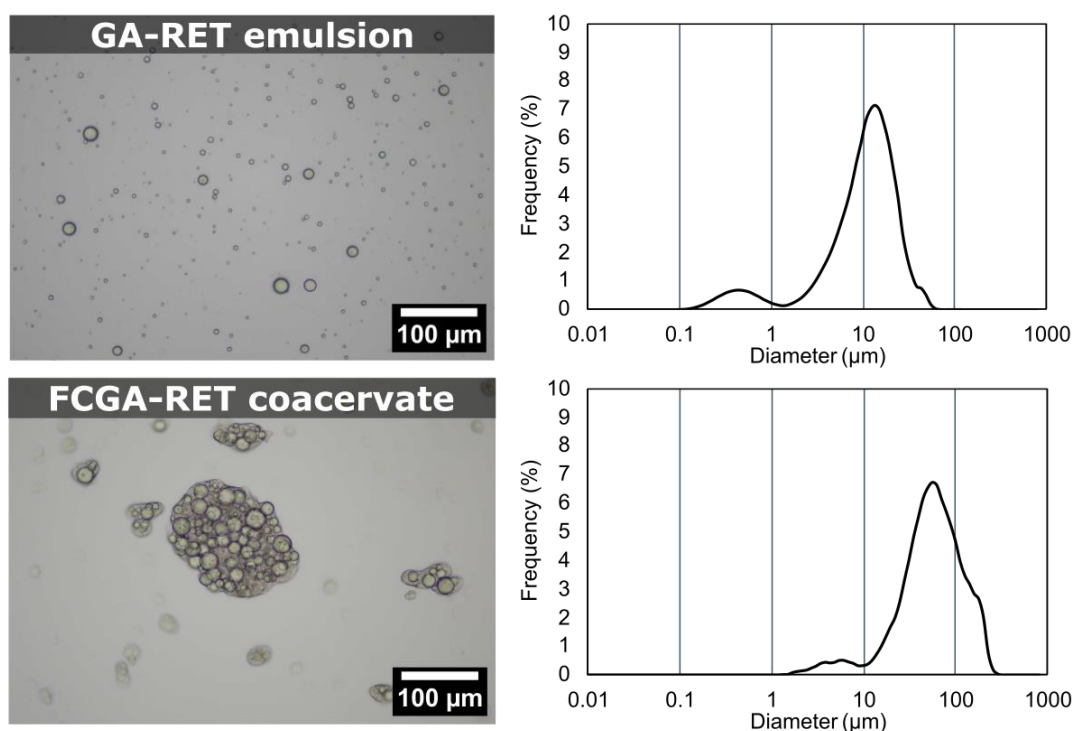 GA-RET emulsion
100 µm
10
9
8
7
6
5
4
3
2
1
0
Frequency (%)
0.01 0.1 1 10 100 1000
Diameter (µm)
FCGA-RET coacervate
100 µm
10
9
8
7
6
5
4
3
2
1
0
Frequency (%)
0.01 0.1 1 10 100 1000
Diameter (µm)